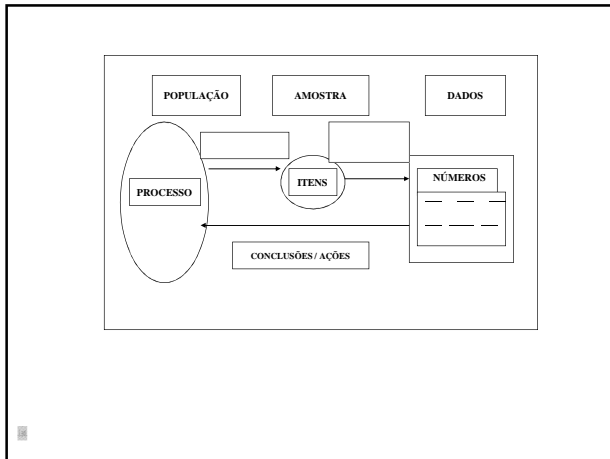 POPULAÇÃO
AMOSTRA
DADOS
PROCESSO
ITENS
NÚMEROS
CONCLUSÕES / AÇÕES